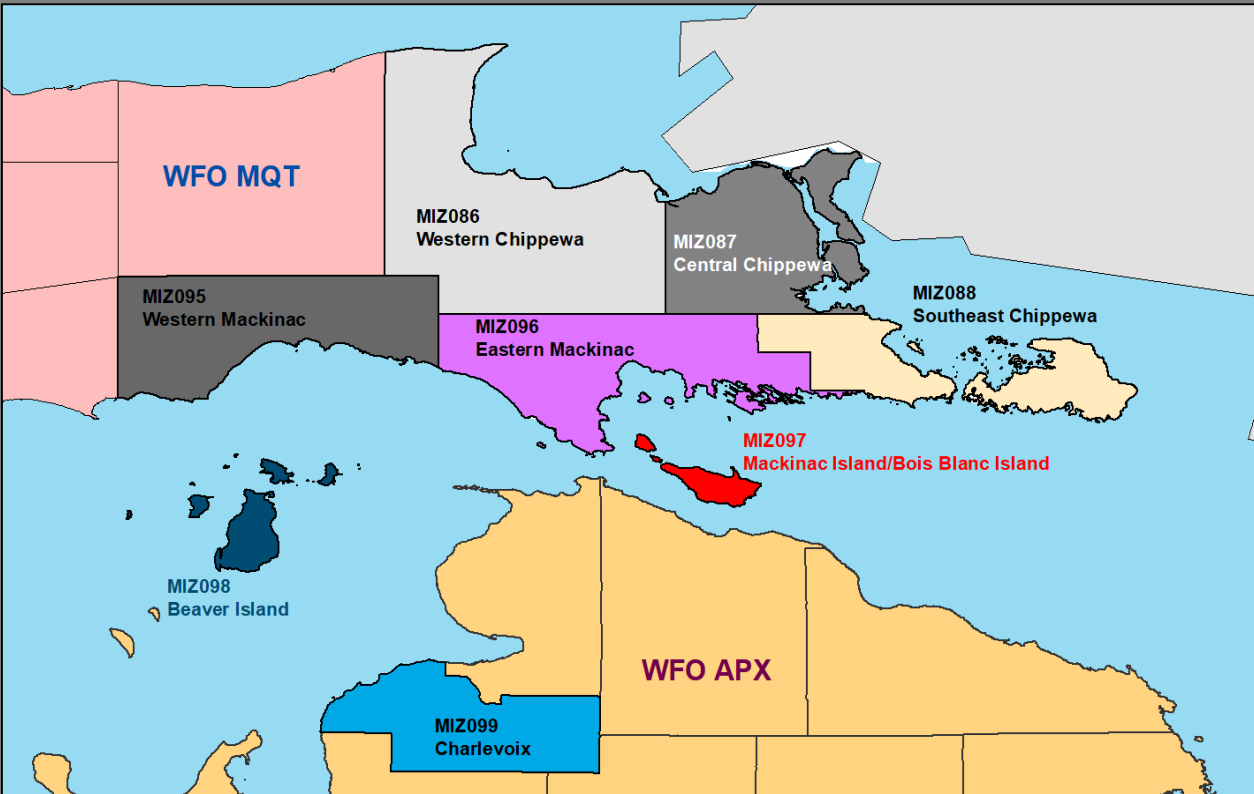 WFO MQT
MIZ086
Western Chippewa
MIZ087
Central Chippewa
MIZ095
Western Mackinac
MIZ088
Southeast Chippewa
MIZ096
Eastern Mackinac
MIZ097
Mackinac Island/Bois Blanc Island
MIZ098
Beaver Island
WFO APX
MIZ099
Charlevoix